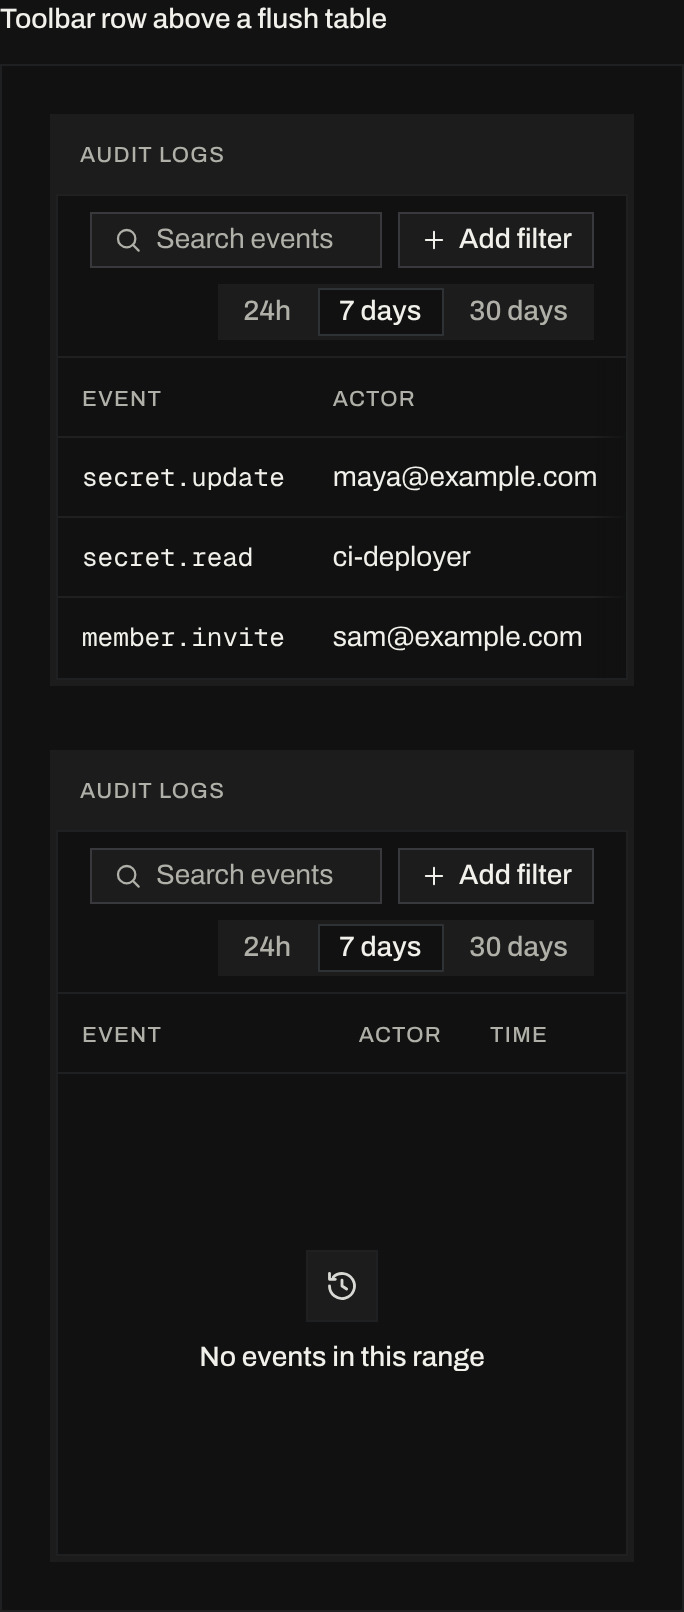 Toolbar row above a flush table
AUDIT LOGS
Search events
Add filter
24h 7 days 30 days
EVENT ACTOR
secret.update maya@example.com
secret.read ci-deployer
member.invite sam@example.com
AUDIT LOGS
Search events
Add filter
24h 7 days 30 days
EVENT ACTOR TIME
No events in this range